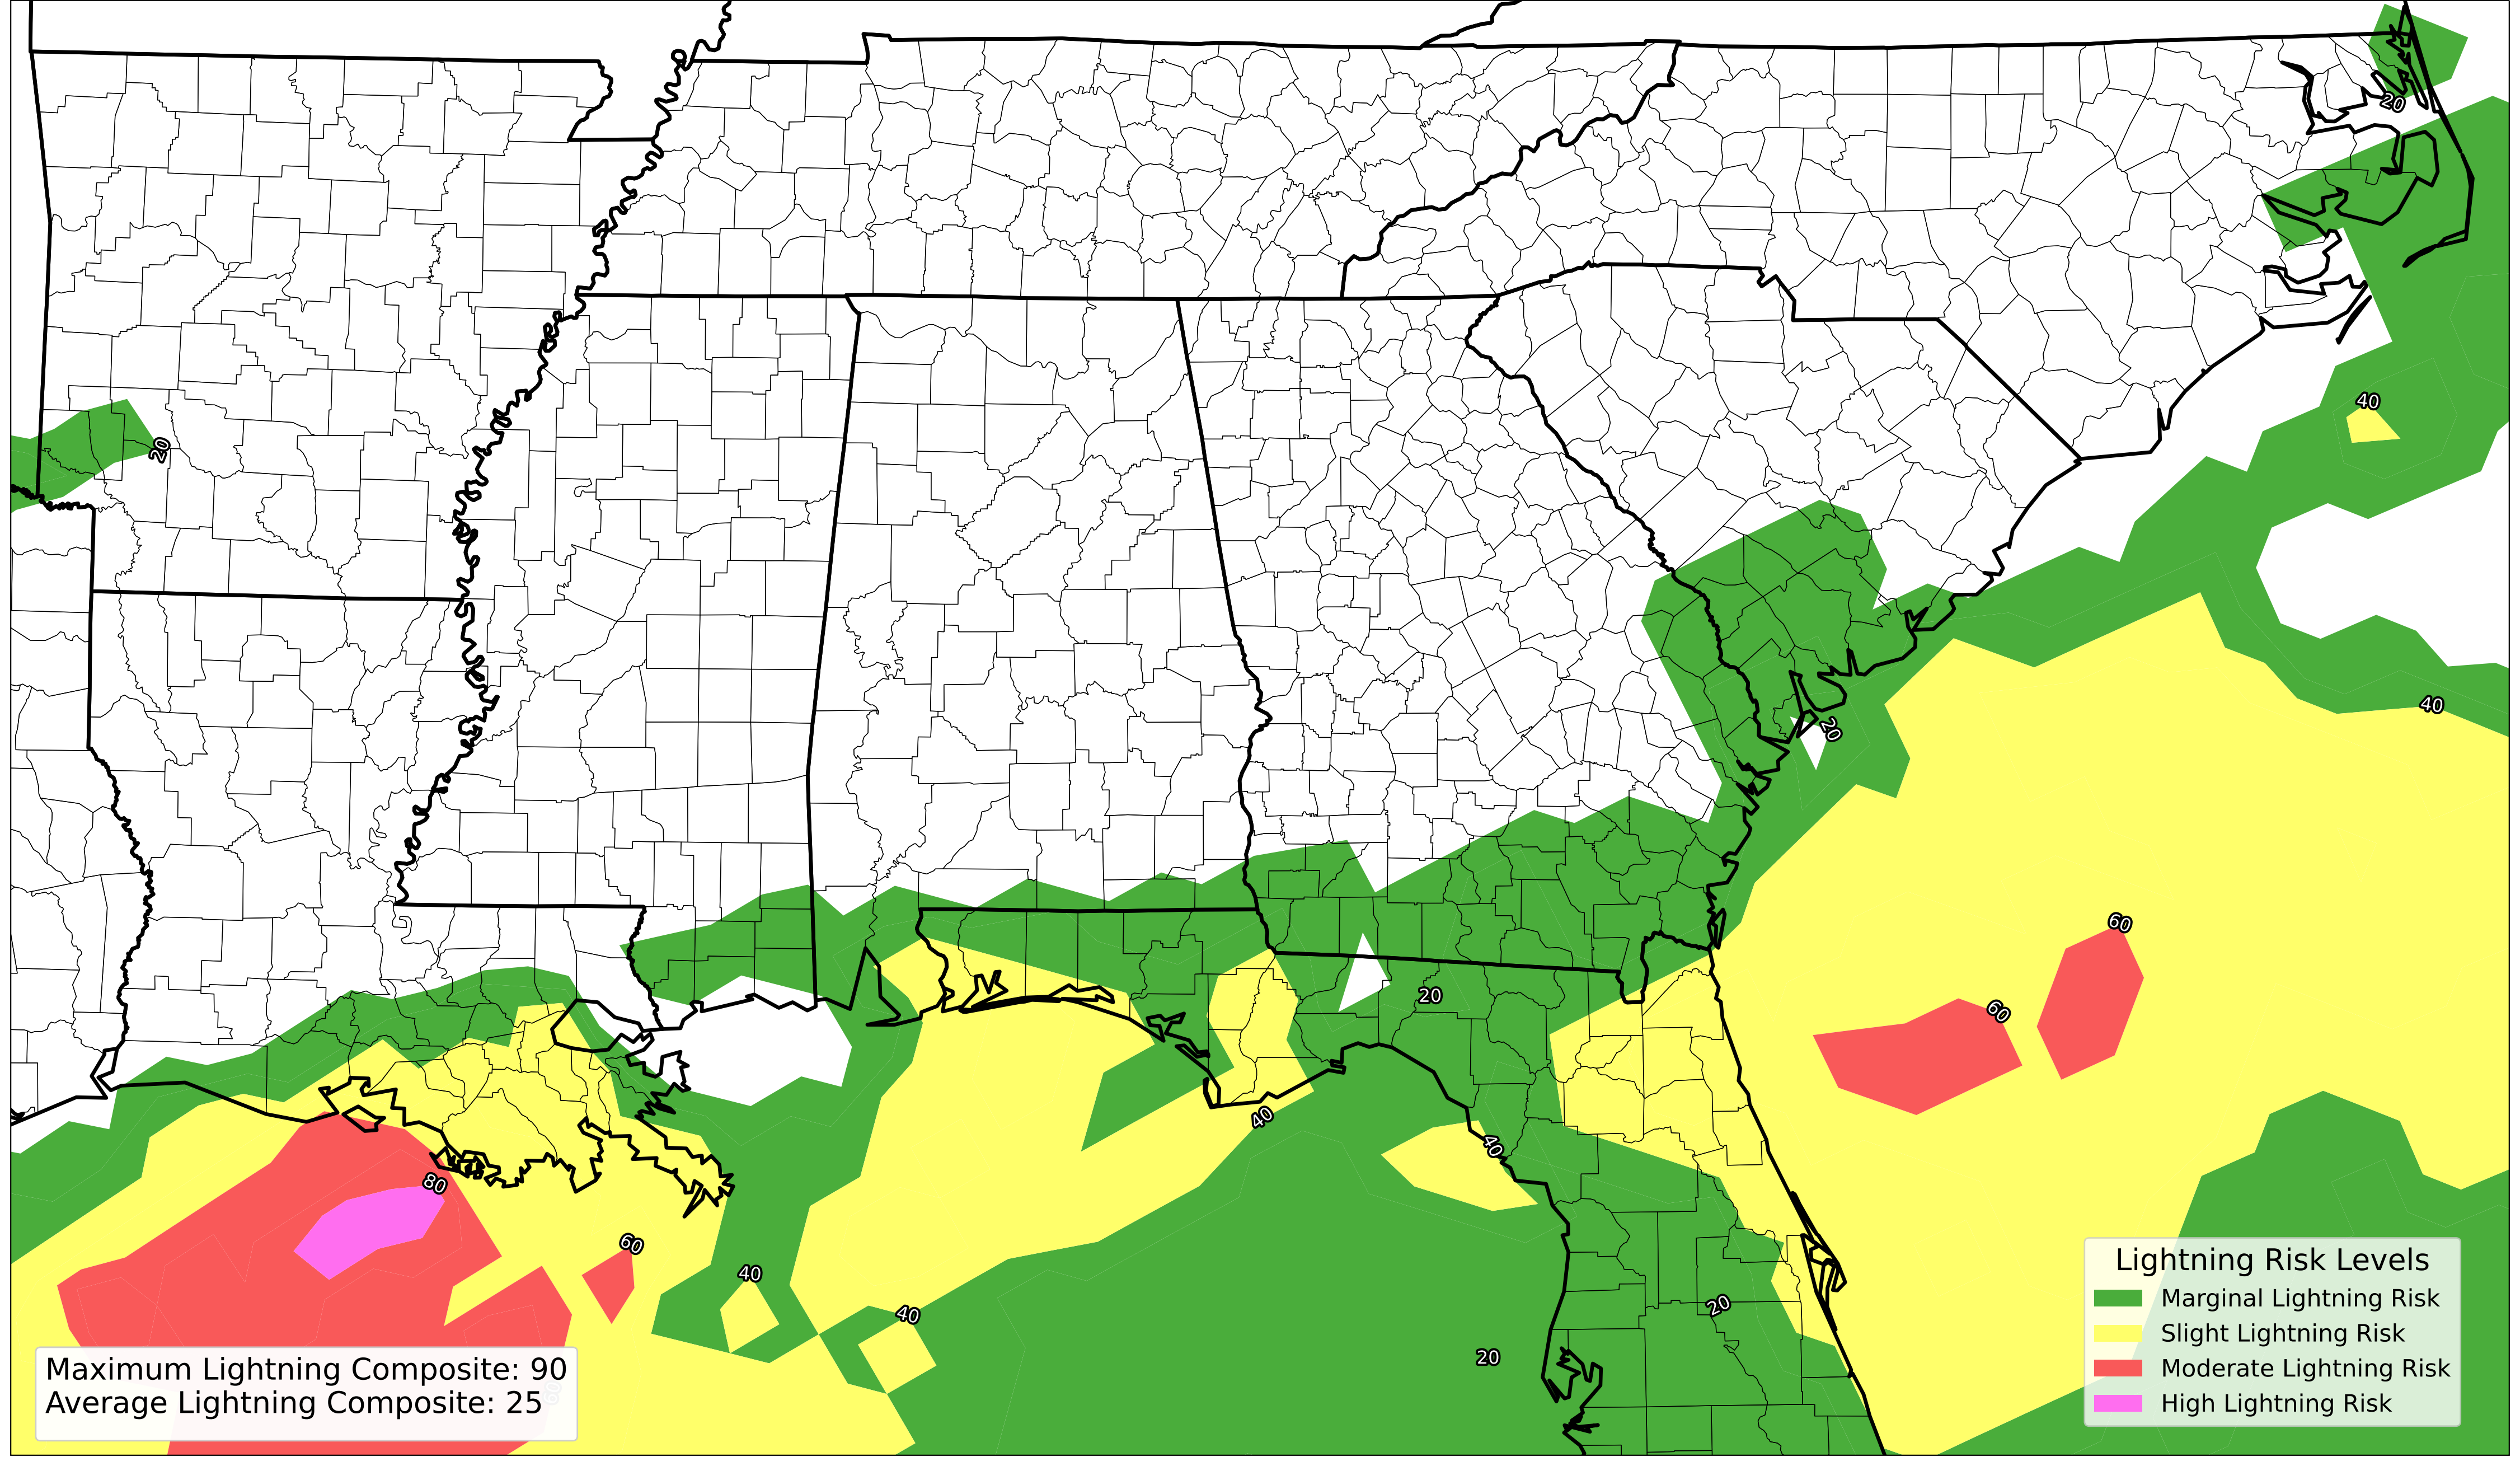 20
20
40
20
40
60
60
20
40
40
80
60
40
40
20
20
Lightning Risk Levels
Marginal Lightning Risk
Slight Lightning Risk
Moderate Lightning Risk
High Lightning Risk
Maximum Lightning Composite: 90
Average Lightning Composite: 25